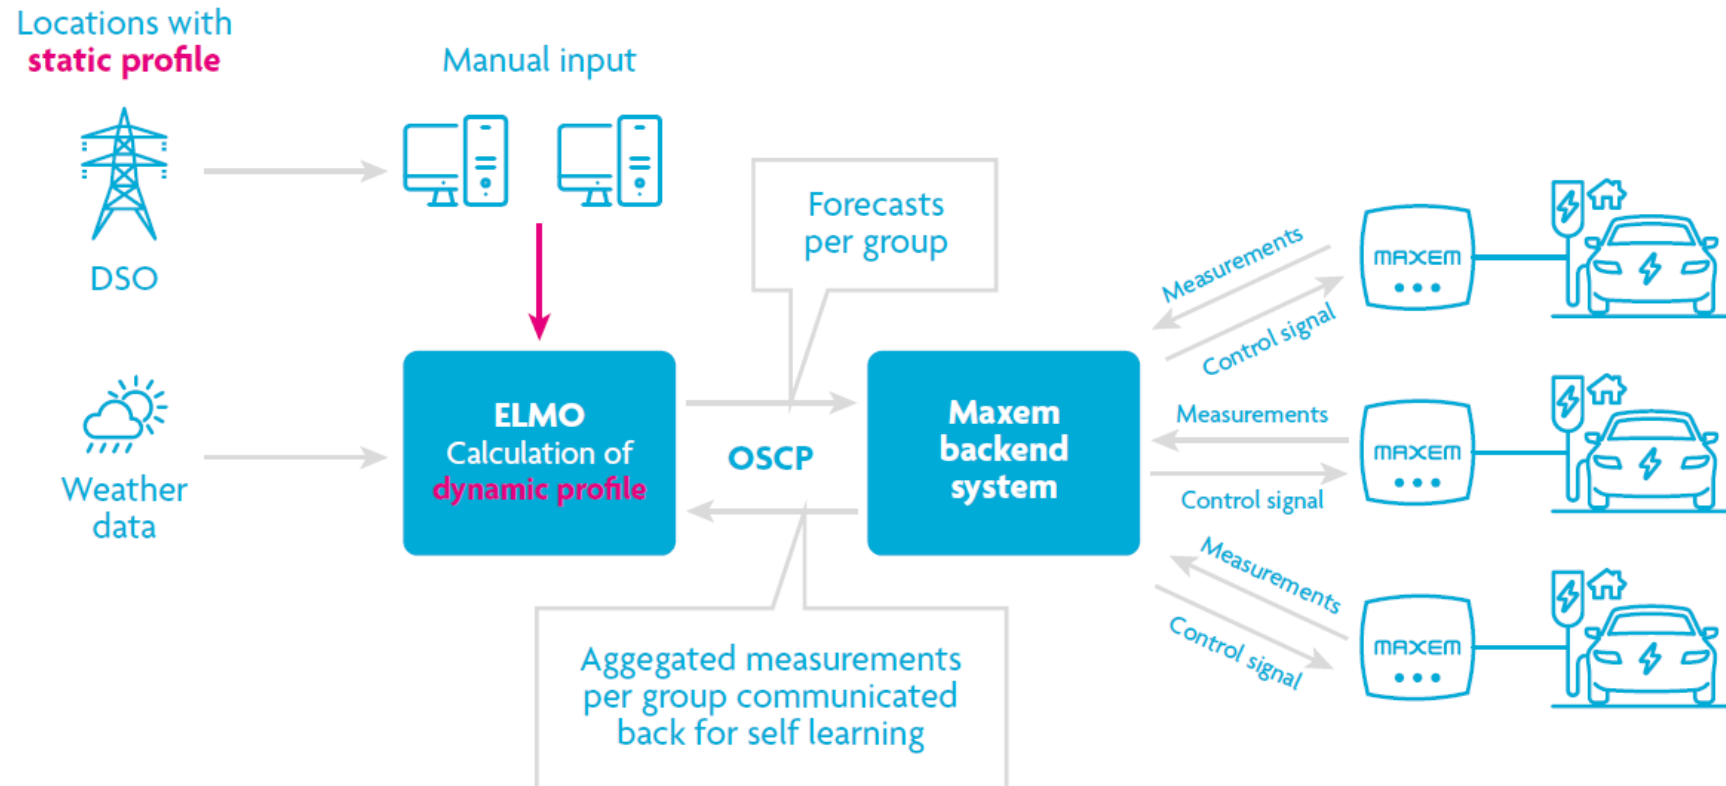 Locations with
static profile
Manual input
DSO
Forecasts
per group
Weather
data
ELMO
Calculation of
dynamic profile
OSCP
Maxem
backend
system
Aggegated measurements
per group communicated
back for self learning
Measurements
Control signal
MAXEM
Measurements
Control signal
MAXEM
Measurements
Control signal
MAXEM